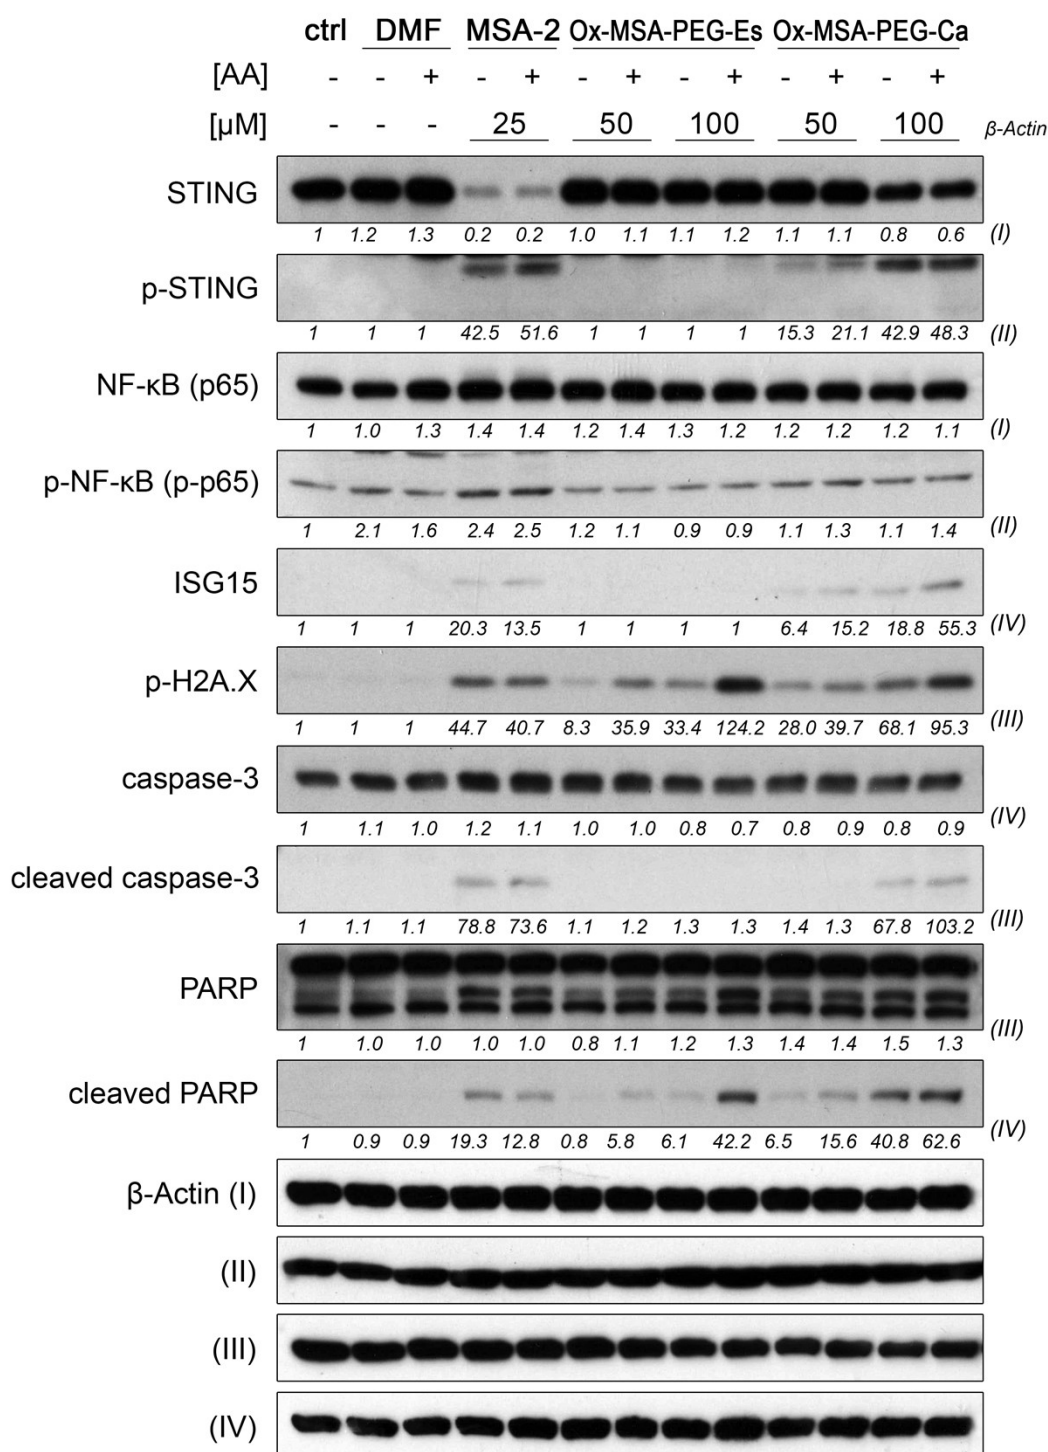 ctrl DMF MSA-2 Ox-MSA-PEG-Es Ox-MSA-PEG-Ca
[AA] - - + - + - + - + - + - +
[µM] - - - 25 50 100 50 100 β-Actin
STING
1 1.2 1.3 0.2 0.2 1.0 1.1 1.1 1.2 1.1 1.1 0.8 0.6 (I)
p-STING
1 1 1 42.5 51.6 1 1 1 1 15.3 21.1 42.9 48.3 (II)
NF-κB (p65)
1 1.0 1.3 1.4 1.4 1.2 1.4 1.3 1.2 1.2 1.2 1.2 1.1 (I)
p-NF-κB (p-p65)
1 2.1 1.6 2.4 2.5 1.2 1.1 0.9 0.9 1.1 1.3 1.1 1.4 (II)
ISG15
1 1 1 20.3 13.5 1 1 1 1 6.4 15.2 18.8 55.3 (IV)
p-H2A.X
1 1 1 44.7 40.7 8.3 35.9 33.4 124.2 28.0 39.7 68.1 95.3 (III)
caspase-3
1 1.1 1.0 1.2 1.1 1.0 1.0 0.8 0.7 0.8 0.9 0.8 0.9 (IV)
cleaved caspase-3
1 1.1 1.1 78.8 73.6 1.1 1.2 1.3 1.3 1.4 1.3 67.8 103.2 (III)
PARP
1 1.0 1.0 1.0 1.0 0.8 1.1 1.2 1.3 1.4 1.4 1.5 1.3 (III)
cleaved PARP
1 0.9 0.9 19.3 12.8 0.8 5.8 6.1 42.2 6.5 15.6 40.8 62.6 (IV)
β-Actin (I)
(II)
(III)
(IV)